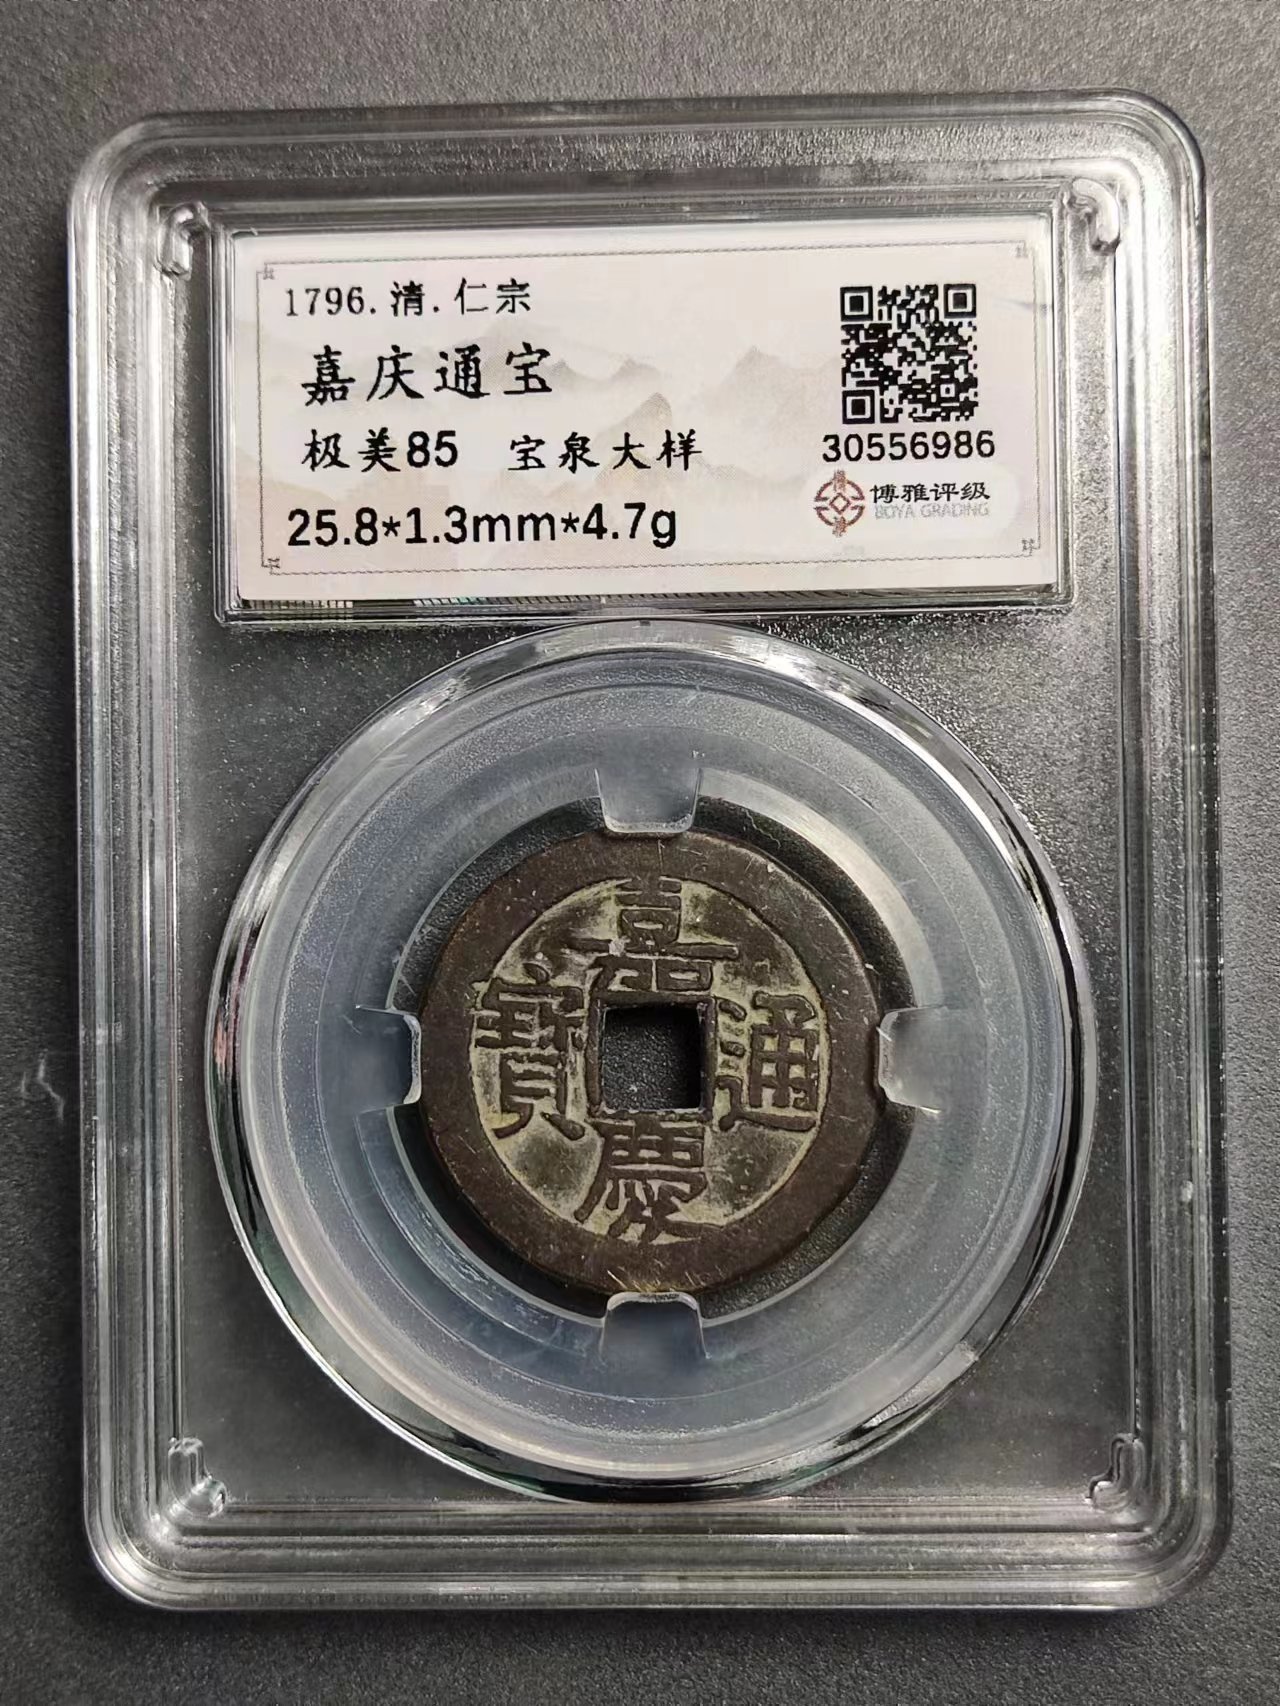 1796.清.仁宗
嘉庆通宝
极美85 宝泉大样
25.8*1.3mm*4.7g
30556986
博雅评级
BOYA GRADING
嘉慶通寶